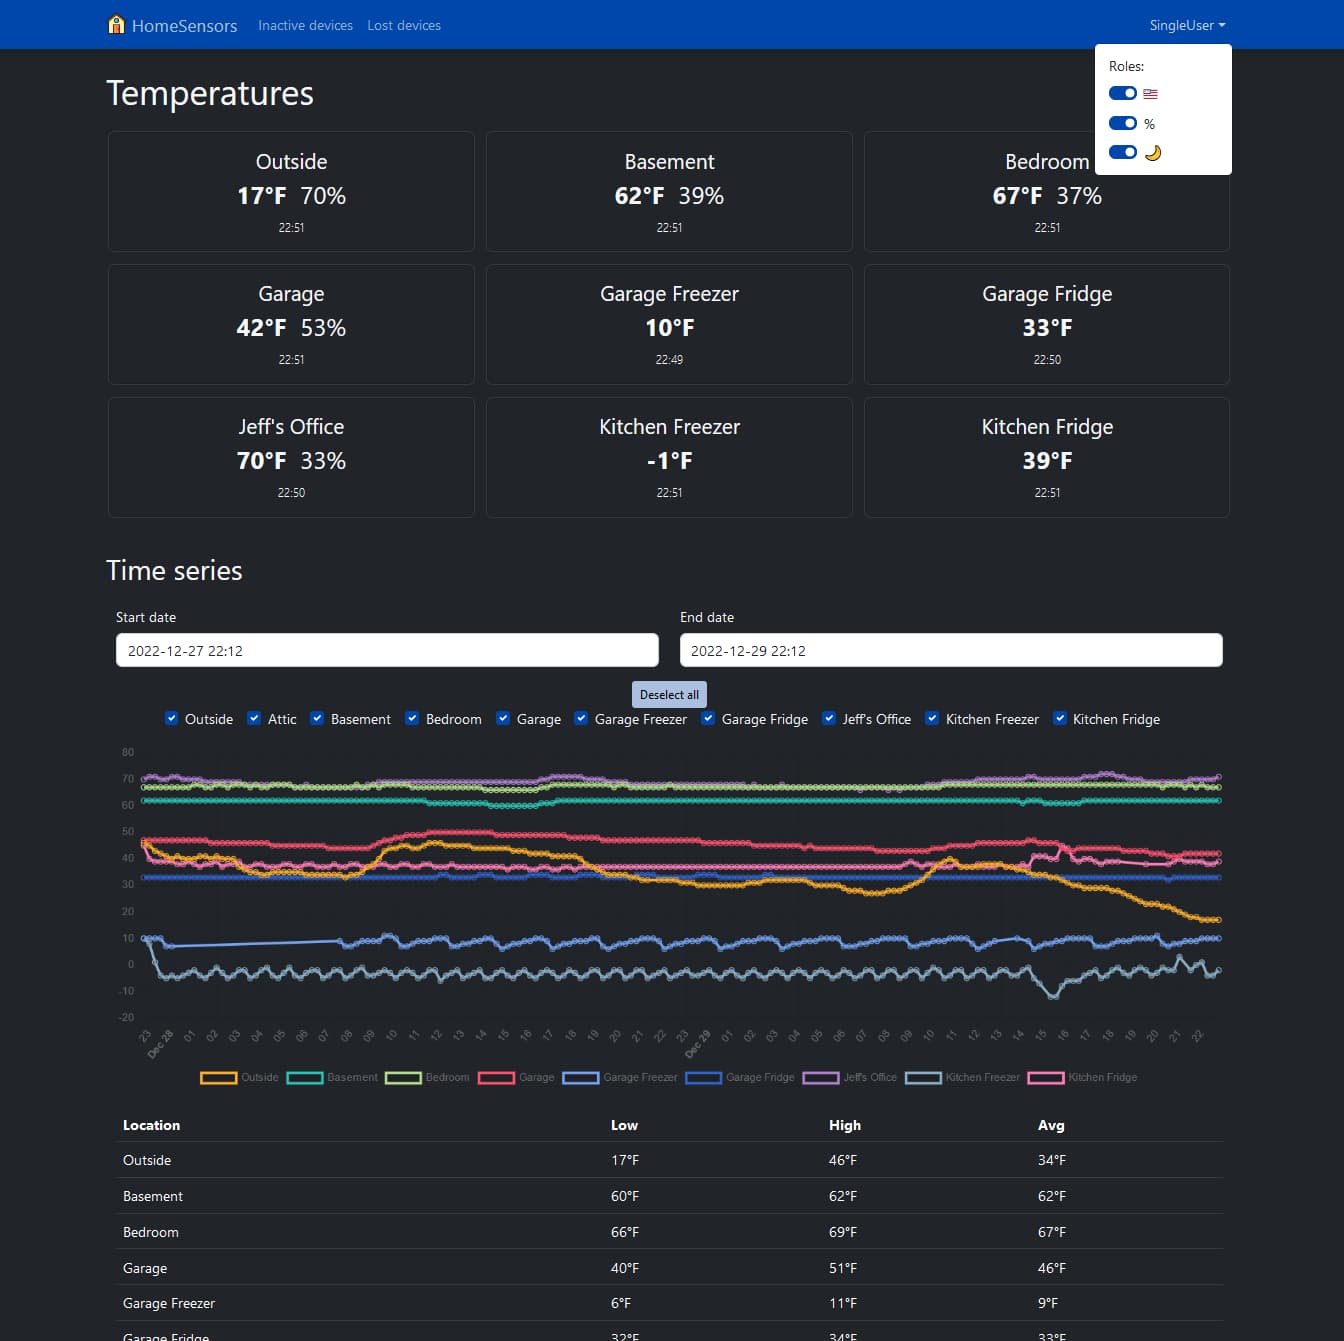 HomeSensors Inactive devices Lost devices SingleUser
Roles:
%
Temperatures
Outside
17°F 70%
22:51
Basement
62°F 39%
22:51
Bedroom
67°F 37%
22:51
Garage
42°F 53%
22:51
Garage Freezer
10°F
22:49
Garage Fridge
33°F
22:50
Jeff's Office
70°F 33%
22:50
Kitchen Freezer
-1°F
22:51
Kitchen Fridge
39°F
22:51
Time series
Start date
2022-12-27 22:12
End date
2022-12-29 22:12
Deselect all
Outside Attic Basement Bedroom Garage Garage Freezer Garage Fridge Jeff's Office Kitchen Freezer Kitchen Fridge
80
70
60
50
40
30
20
10
0
-10
-20
23 Dec 28 01 02 03 04 05 06 07 08 09 10 11 12 13 14 15 16 17 18 19 20 21 22 23 Dec 29 01 02 03 04 05 06 07 08 09 10 11 12 13 14 15 16 17 18 19 20 21 22
Outside Basement Bedroom Garage Garage Freezer Garage Fridge Jeff's Office Kitchen Freezer Kitchen Fridge
Location Low High Avg
Outside 17°F 46°F 34°F
Basement 60°F 62°F 62°F
Bedroom 66°F 69°F 67°F
Garage 40°F 51°F 46°F
Garage Freezer 6°F 11°F 9°F
Garage Fridge 32°F 34°F 33°F